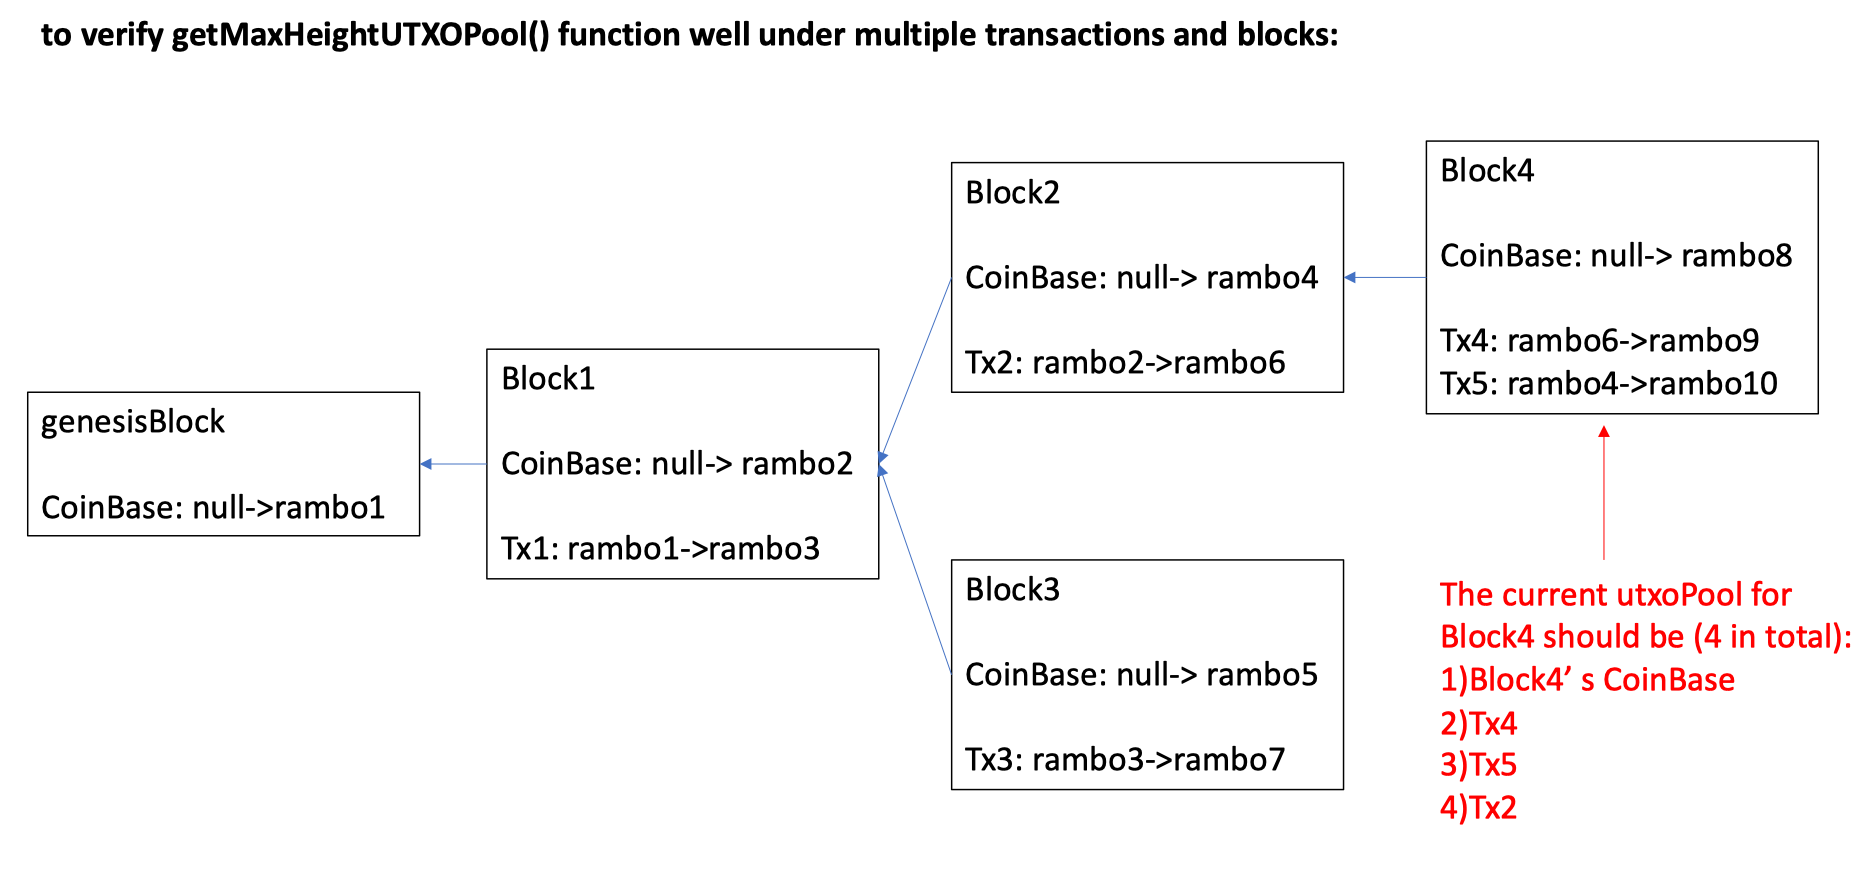 to verify getMaxHeightUTXOPool() function well under multiple transactions and blocks:
genesisBlock
CoinBase: null->rambo1
Block1
CoinBase: null-> rambo2
Tx1: rambo1->rambo3
Block2
CoinBase: null-> rambo4
Tx2: rambo2->rambo6
Block3
CoinBase: null-> rambo5
Tx3: rambo3->rambo7
Block4
CoinBase: null-> rambo8
Tx4: rambo6->rambo9
Tx5: rambo4->rambo10
The current utxoPool for
Block4 should be (4 in total):
1)Block4’ s CoinBase
2)Tx4
3)Tx5
4)Tx2